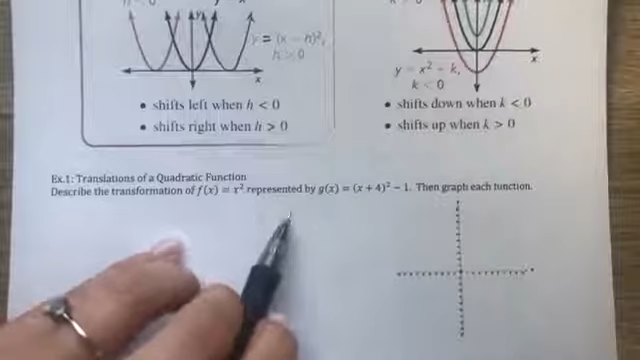 y = (x − h)²,
h > 0
x
• shifts left when h < 0
• shifts right when h > 0
x
y = x² − k,
k < 0
• shifts down when k < 0
• shifts up when k > 0
Ex.1: Translations of a Quadratic Function
Describe the transformation of f(x) = x² represented by g(x) = (x + 4)² − 1. Then graph each function.